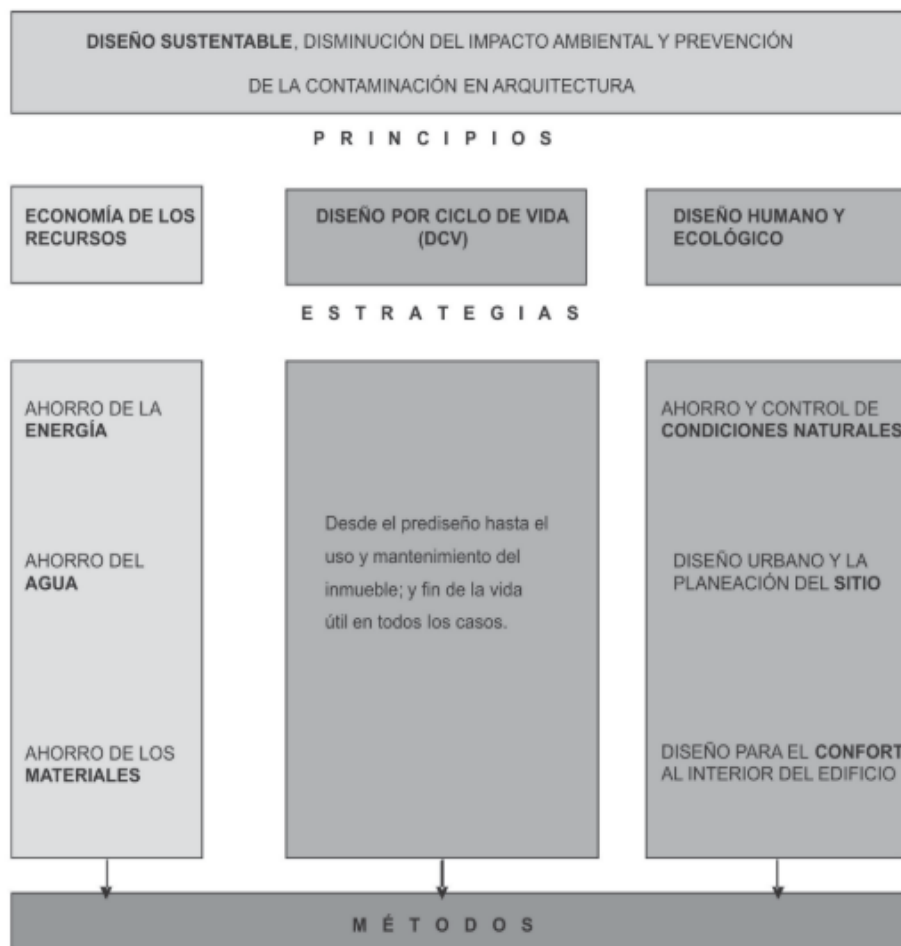 DISEÑO SUSTENTABLE, DISMINUCIÓN DEL IMPACTO AMBIENTAL Y PREVENCIÓN
DE LA CONTAMINACIÓN EN ARQUITECTURA
PRINCIPIOS
ECONOMÍA DE LOS
RECURSOS
DISEÑO POR CICLO DE VIDA
(DCV)
DISEÑO HUMANO Y
ECOLÓGICO
ESTRATEGIAS
AHORRO DE LA
ENERGÍA
AHORRO DEL
AGUA
AHORRO DE LOS
MATERIALES
Desde el prediseño hasta el
uso y mantenimiento del
inmueble; y fin de la vida
útil en todos los casos.
AHORRO Y CONTROL DE
CONDICIONES NATURALES
DISEÑO URBANO Y LA
PLANEACIÓN DEL SITIO
DISEÑO PARA EL CONFORT
AL INTERIOR DEL EDIFICIO
MÉTODOS